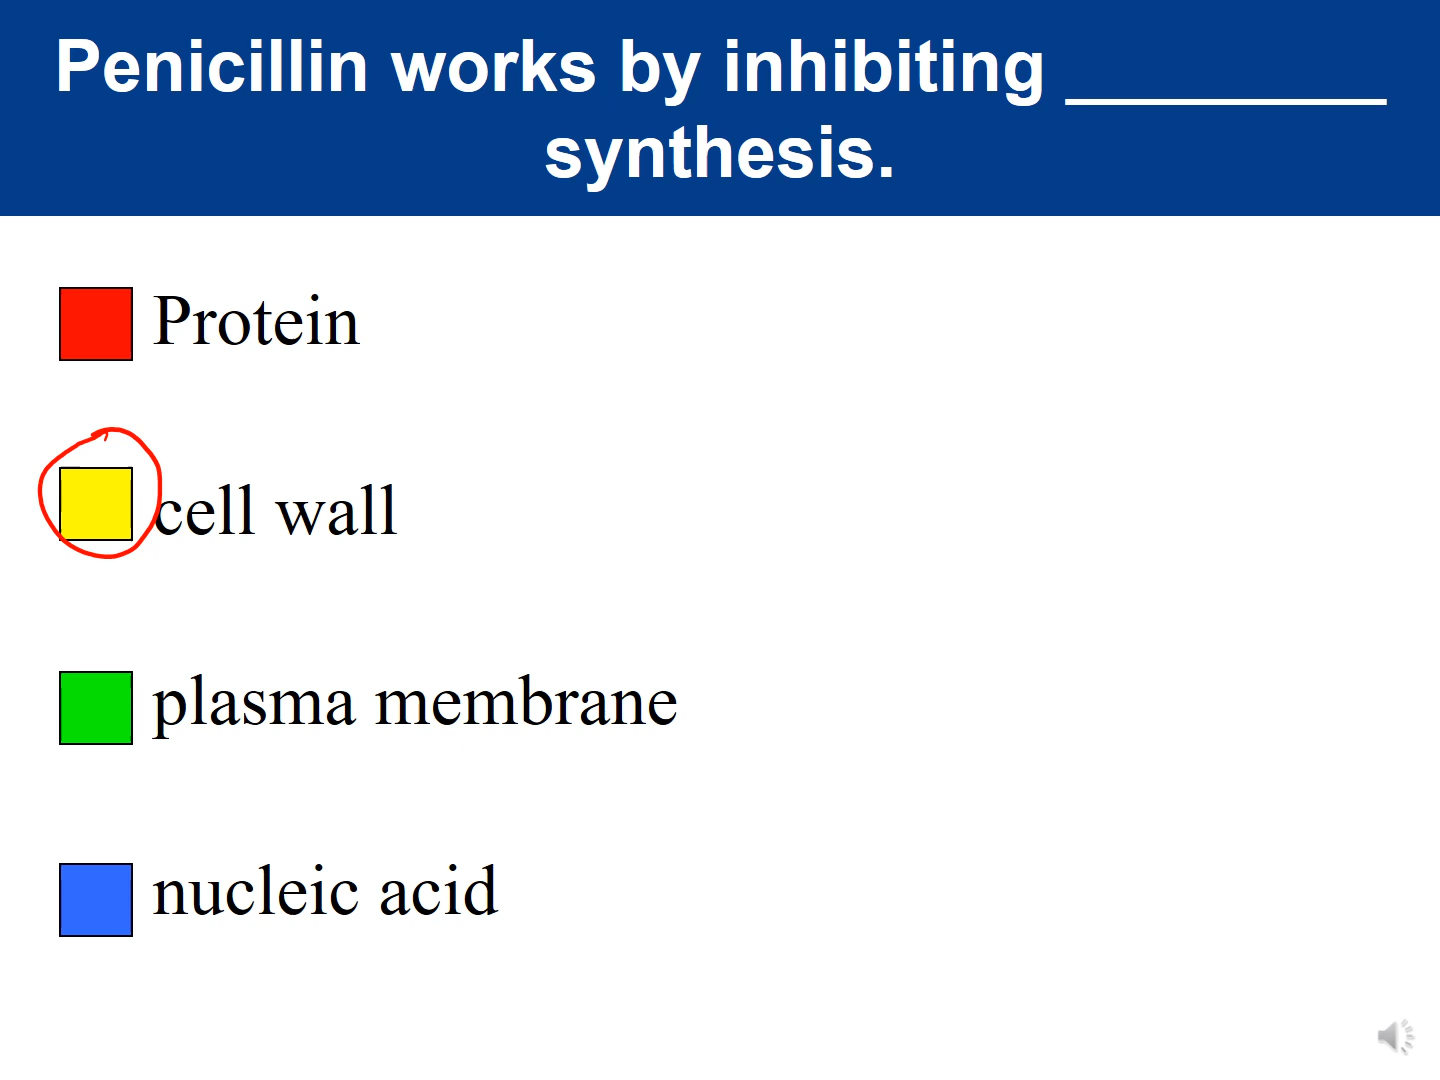 Penicillin works by inhibiting _________
synthesis.
Protein
cell wall
plasma membrane
nucleic acid